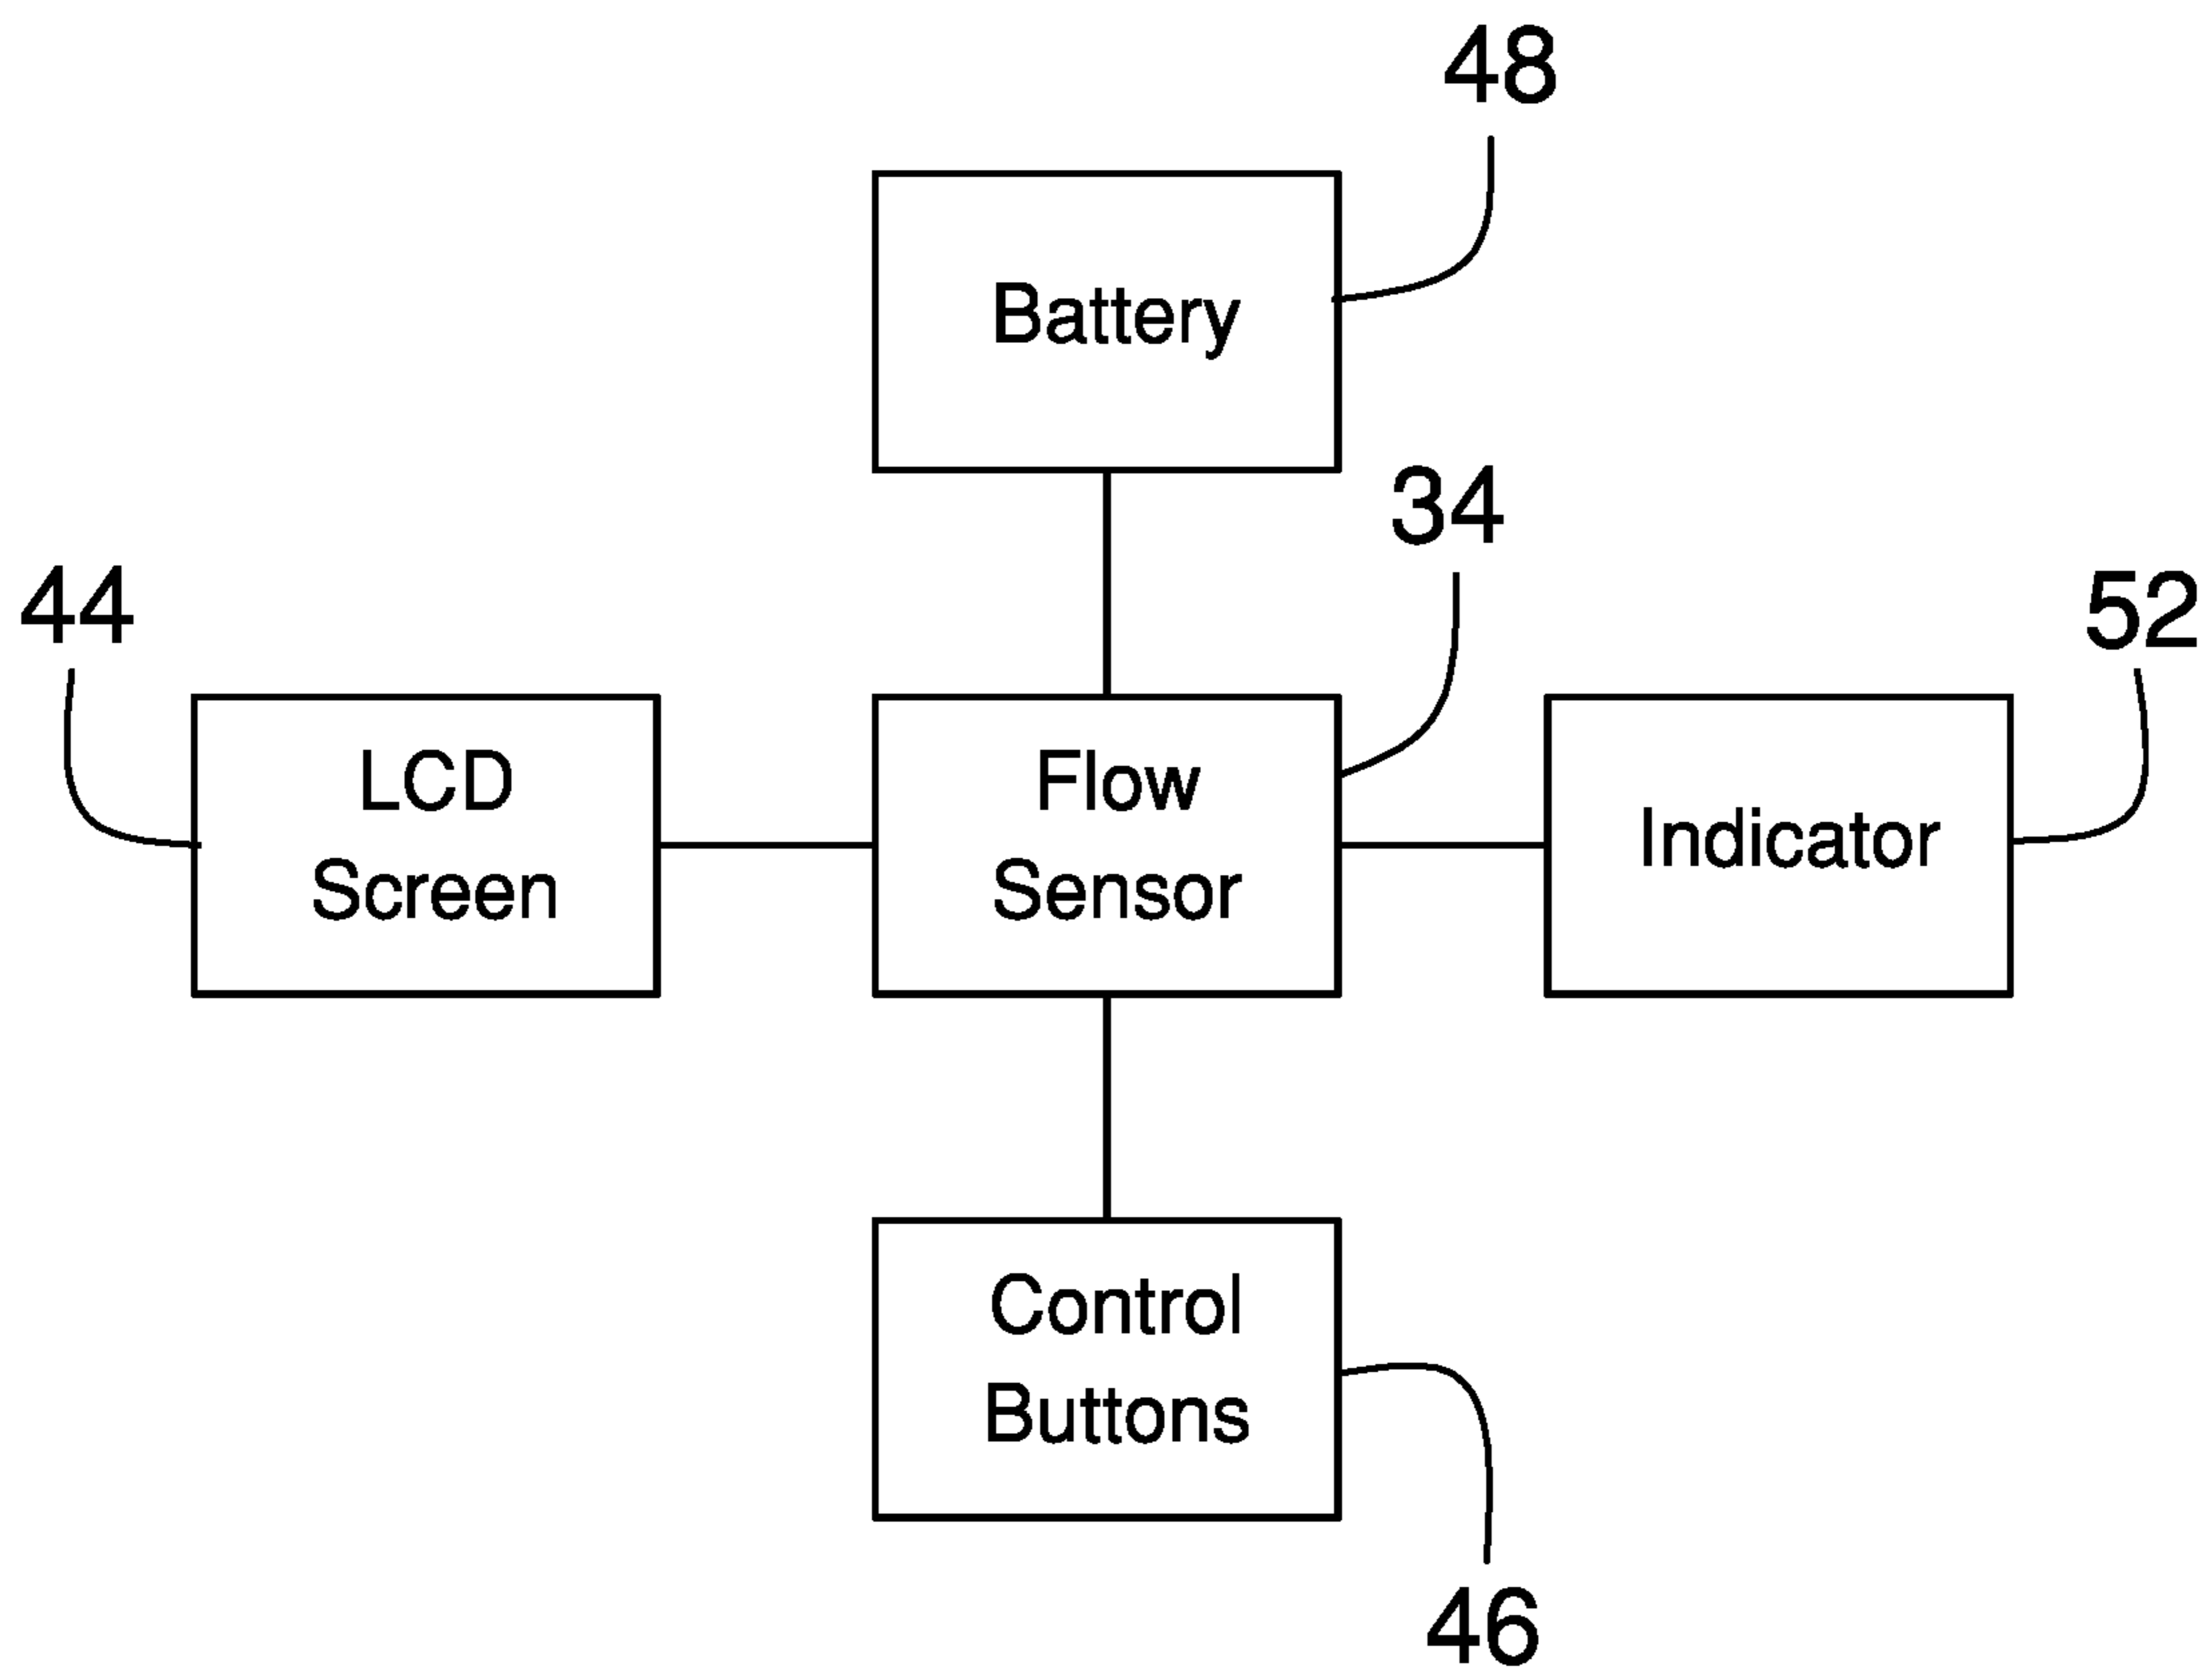 48
Battery
34
44
52
LCD
Screen
Flow
Sensor
Indicator
Control
Buttons
46